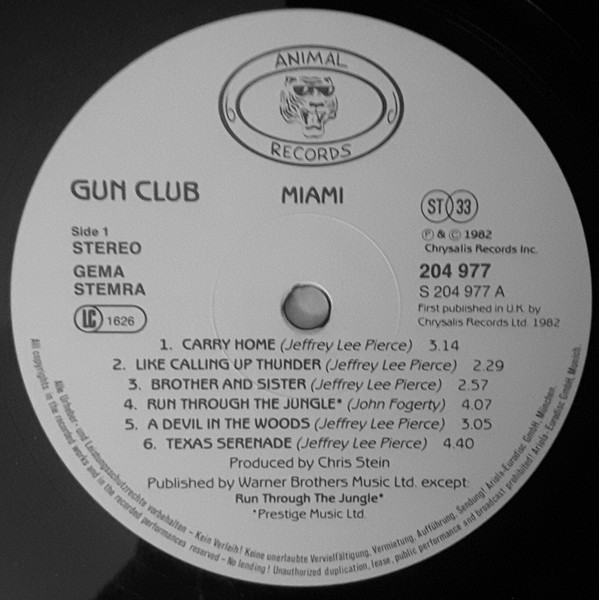 ANIMAL
RECORDS
GUN CLUB
MIAMI
Side 1
STEREO
GEMA
STEMRA
LC 1626
ST 33
Ⓟ & © 1982
Chrysalis Records Inc.
204 977
S 204 977 A
First published in U.K. by
Chrysalis Records Ltd. 1982
1. CARRY HOME (Jeffrey Lee Pierce) 3.14
2. LIKE CALLING UP THUNDER (Jeffrey Lee Pierce) 2.29
3. BROTHER AND SISTER (Jeffrey Lee Pierce) 2.57
4. RUN THROUGH THE JUNGLE* (John Fogerty) 4.07
5. A DEVIL IN THE WOODS (Jeffrey Lee Pierce) 3.05
6. TEXAS SERENADE (Jeffrey Lee Pierce) 4.40
Produced by Chris Stein
Published by Warner Brothers Music Ltd. except:
Run Through The Jungle*
*Prestige Music Ltd.
Alle Urheber- und Leistungsschutzrechte vorbehalten – Kein Verleih! Keine unerlaubte Vervielfältigung, Vermietung, Aufführung, Sendung! Ariola-Eurodisc GmbH, München.
All copyrights in the recorded works and in the recorded performances reserved – No lending! Unauthorized duplication, lease, public performance and broadcast prohibited! Ariola-Eurodisc GmbH, Munich.